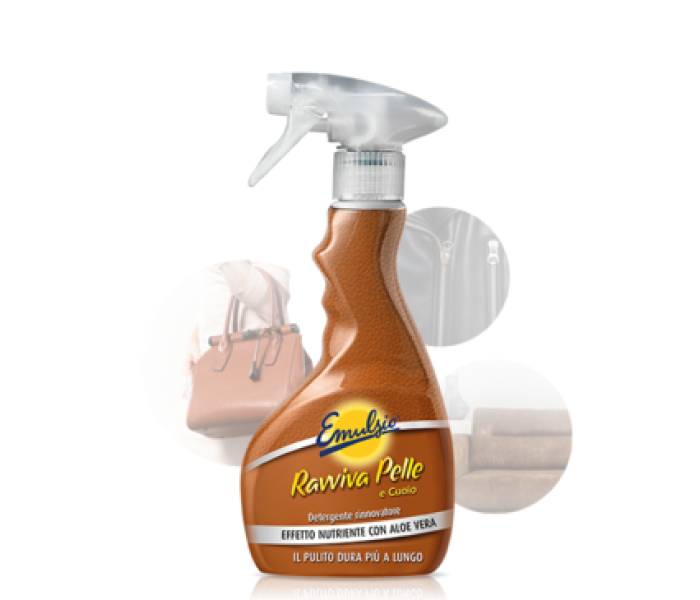 Emulsio
Ravviva Pelle
e Cuoio
Detergente rinnovatore
EFFETTO NUTRIENTE CON ALOE VERA
IL PULITO DURA PIÙ A LUNGO